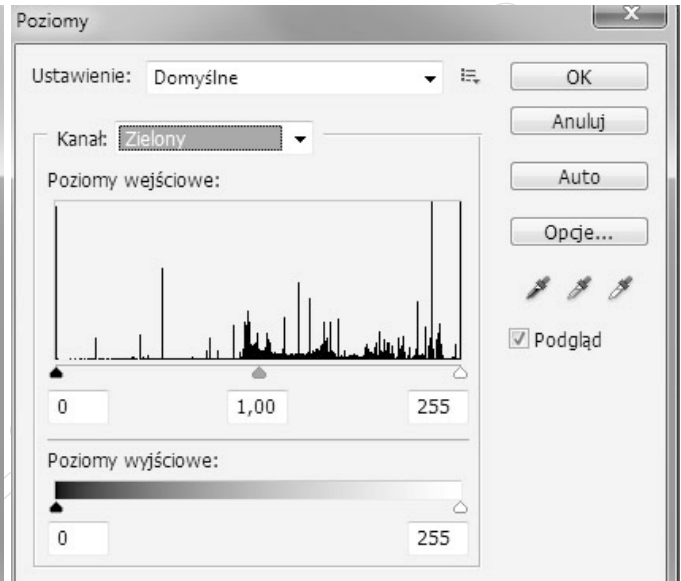 Poziomy
Ustawienie: Domyślne
OK
Anuluj
Auto
Opcje...
Podgląd
Kanał: Zielony
Poziomy wejściowe:
0 1,00 255
Poziomy wyjściowe:
0 255